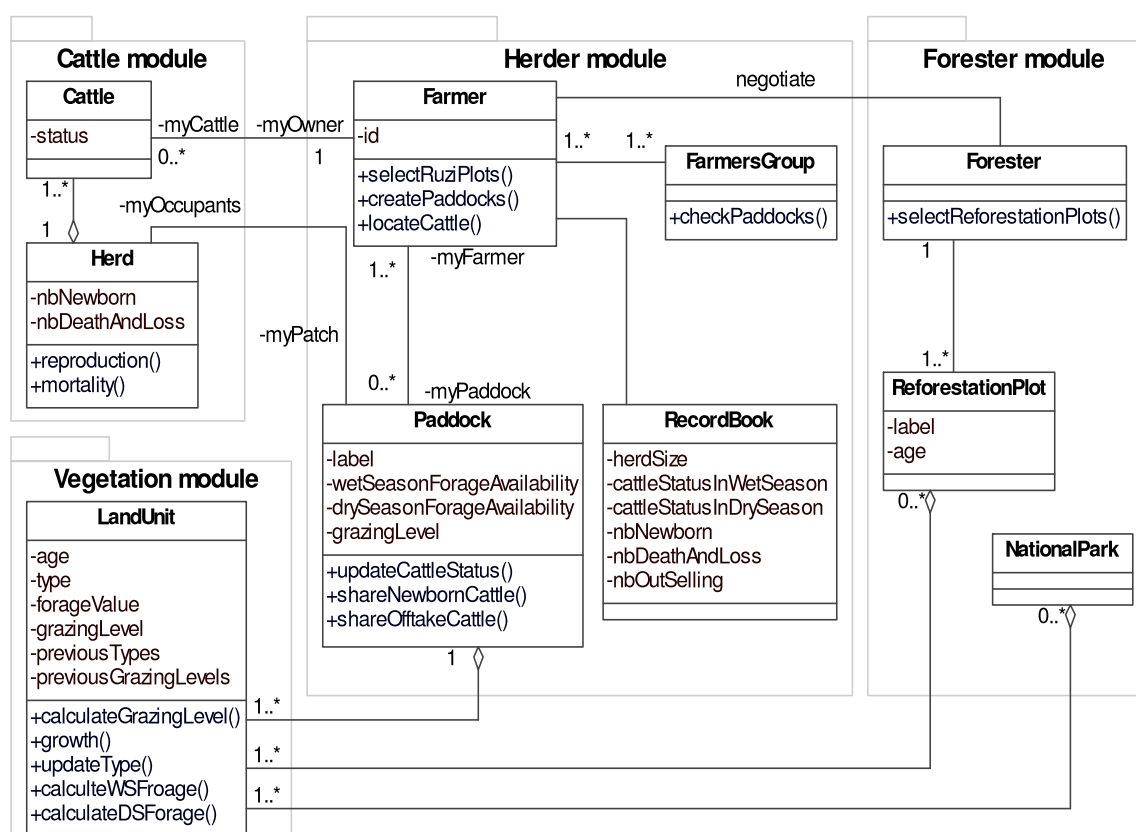 Cattle module
Cattle
-status
-myCattle
0..*
-myOwner
1
1..*
1
-myOccupants
Herd
-nbNewborn
-nbDeathAndLoss
+reproduction()
+mortality()
-myPatch
Herder module
Farmer
-id
+selectRuziPlots()
+createPaddocks()
+locateCattle()
1..*
1..*
FarmersGroup
+checkPaddocks()
negotiate
1..*
-myFarmer
0..*
-myPaddock
Paddock
-label
-wetSeasonForageAvailability
-drySeasonForageAvailability
-grazingLevel
+updateCattleStatus()
+shareNewbornCattle()
+shareOfftakeCattle()
1
RecordBook
-herdSize
-cattleStatusInWetSeason
-cattleStatusInDrySeason
-nbNewborn
-nbDeathAndLoss
-nbOutSelling
Forester module
Forester
+selectReforestationPlots()
1
1..*
ReforestationPlot
-label
-age
0..*
NationalPark
0..*
Vegetation module
LandUnit
-age
-type
-forageValue
-grazingLevel
-previousTypes
-previousGrazingLevels
+calculateGrazingLevel()
+growth()
+updateType()
+calculteWSFroage()
+calculateDSForage()
1..*
1..*
1..*